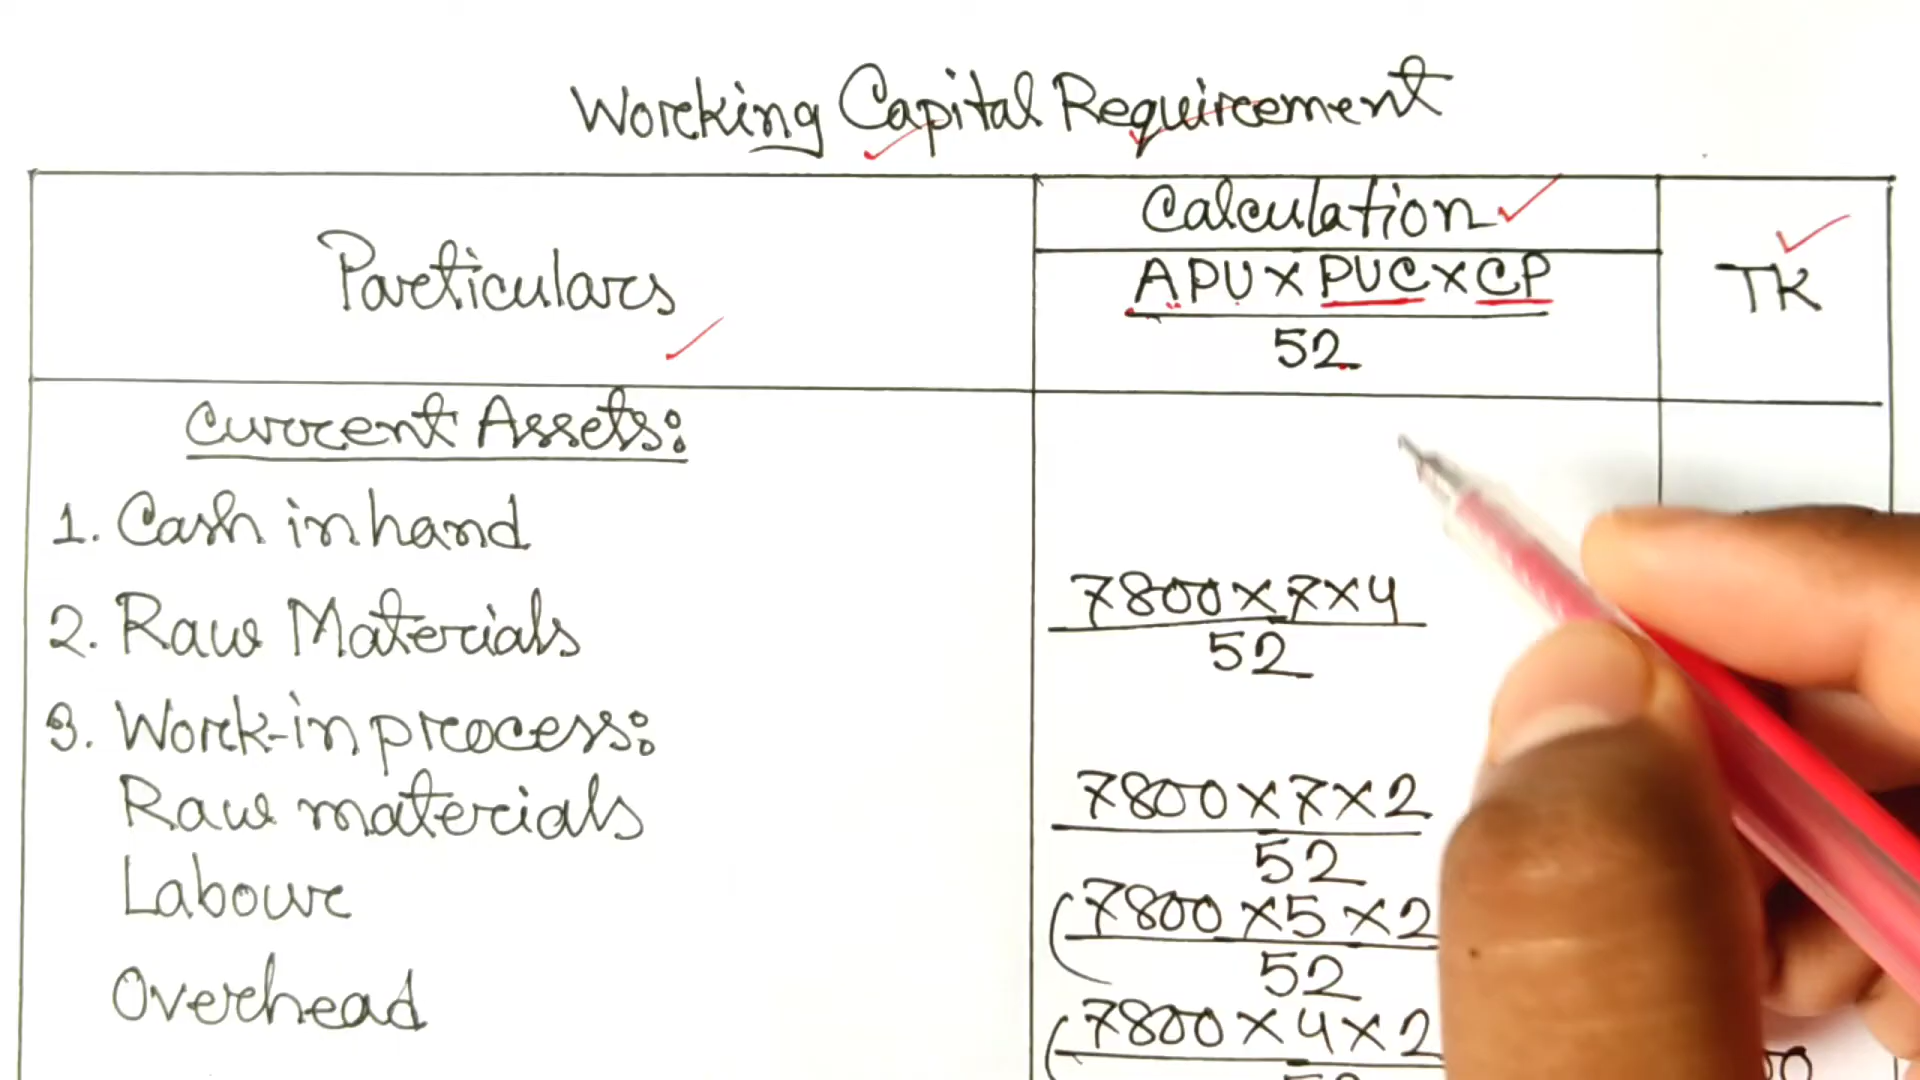 Working Capital Requirement
Particulars
Calculation
APU × PUC × CP
52
TK
Current Assets:
1. Cash in hand
2. Raw Materials
7800 × 7 × 4
52
3. Work-in process:
Raw materials
7800 × 7 × 2
52
Labour
7800 × 5 × 2
52
Overhead
7800 × 4 × 2